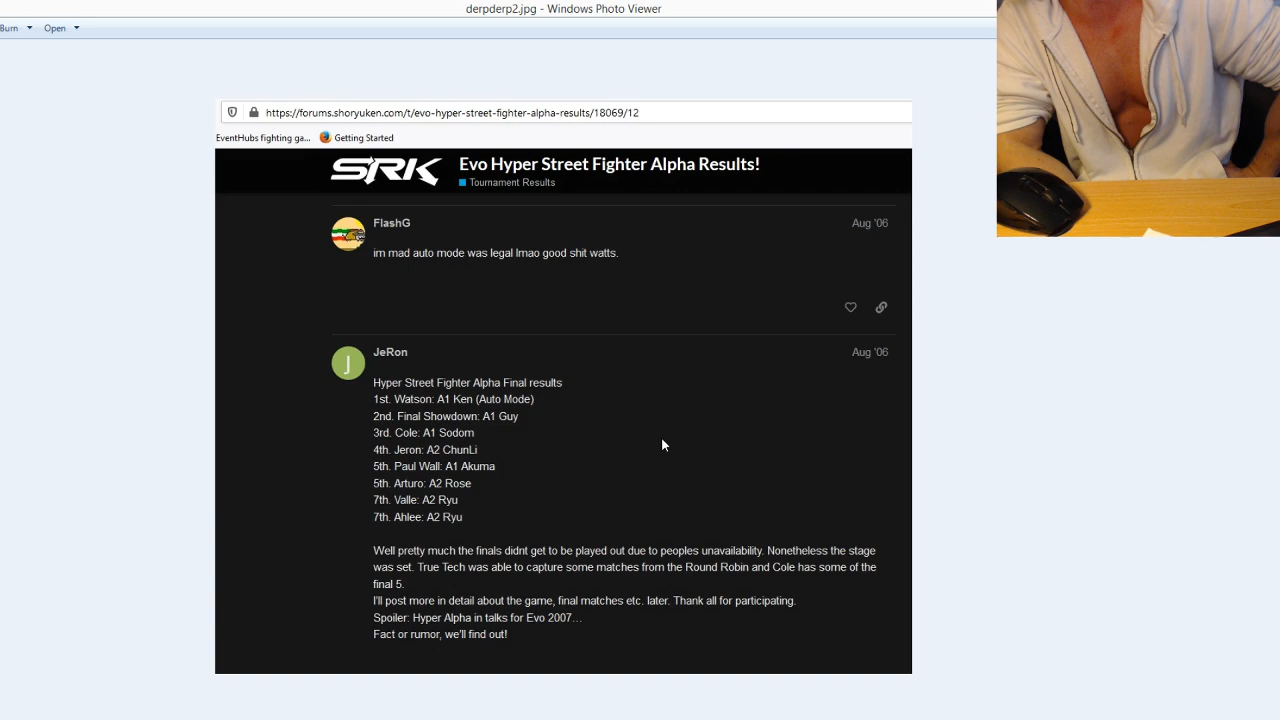 derpderp2.jpg - Windows Photo Viewer
Burn Open
https://forums.shoryuken.com/t/evo-hyper-street-fighter-alpha-results/18069/12
EventHubs fighting ga... Getting Started
SRK Evo Hyper Street Fighter Alpha Results!
Tournament Results
FlashG Aug '06
im mad auto mode was legal lmao good shit watts.
J JeRon Aug '06
Hyper Street Fighter Alpha Final results
1st. Watson: A1 Ken (Auto Mode)
2nd. Final Showdown: A1 Guy
3rd. Cole: A1 Sodom
4th. Jeron: A2 ChunLi
5th. Paul Wall: A1 Akuma
5th. Arturo: A2 Rose
7th. Valle: A2 Ryu
7th. Ahlee: A2 Ryu
Well pretty much the finals didnt get to be played out due to peoples unavailability. Nonetheless the stage
was set. True Tech was able to capture some matches from the Round Robin and Cole has some of the
final 5.
I'll post more in detail about the game, final matches etc. later. Thank all for participating.
Spoiler: Hyper Alpha in talks for Evo 2007…
Fact or rumor, we'll find out!